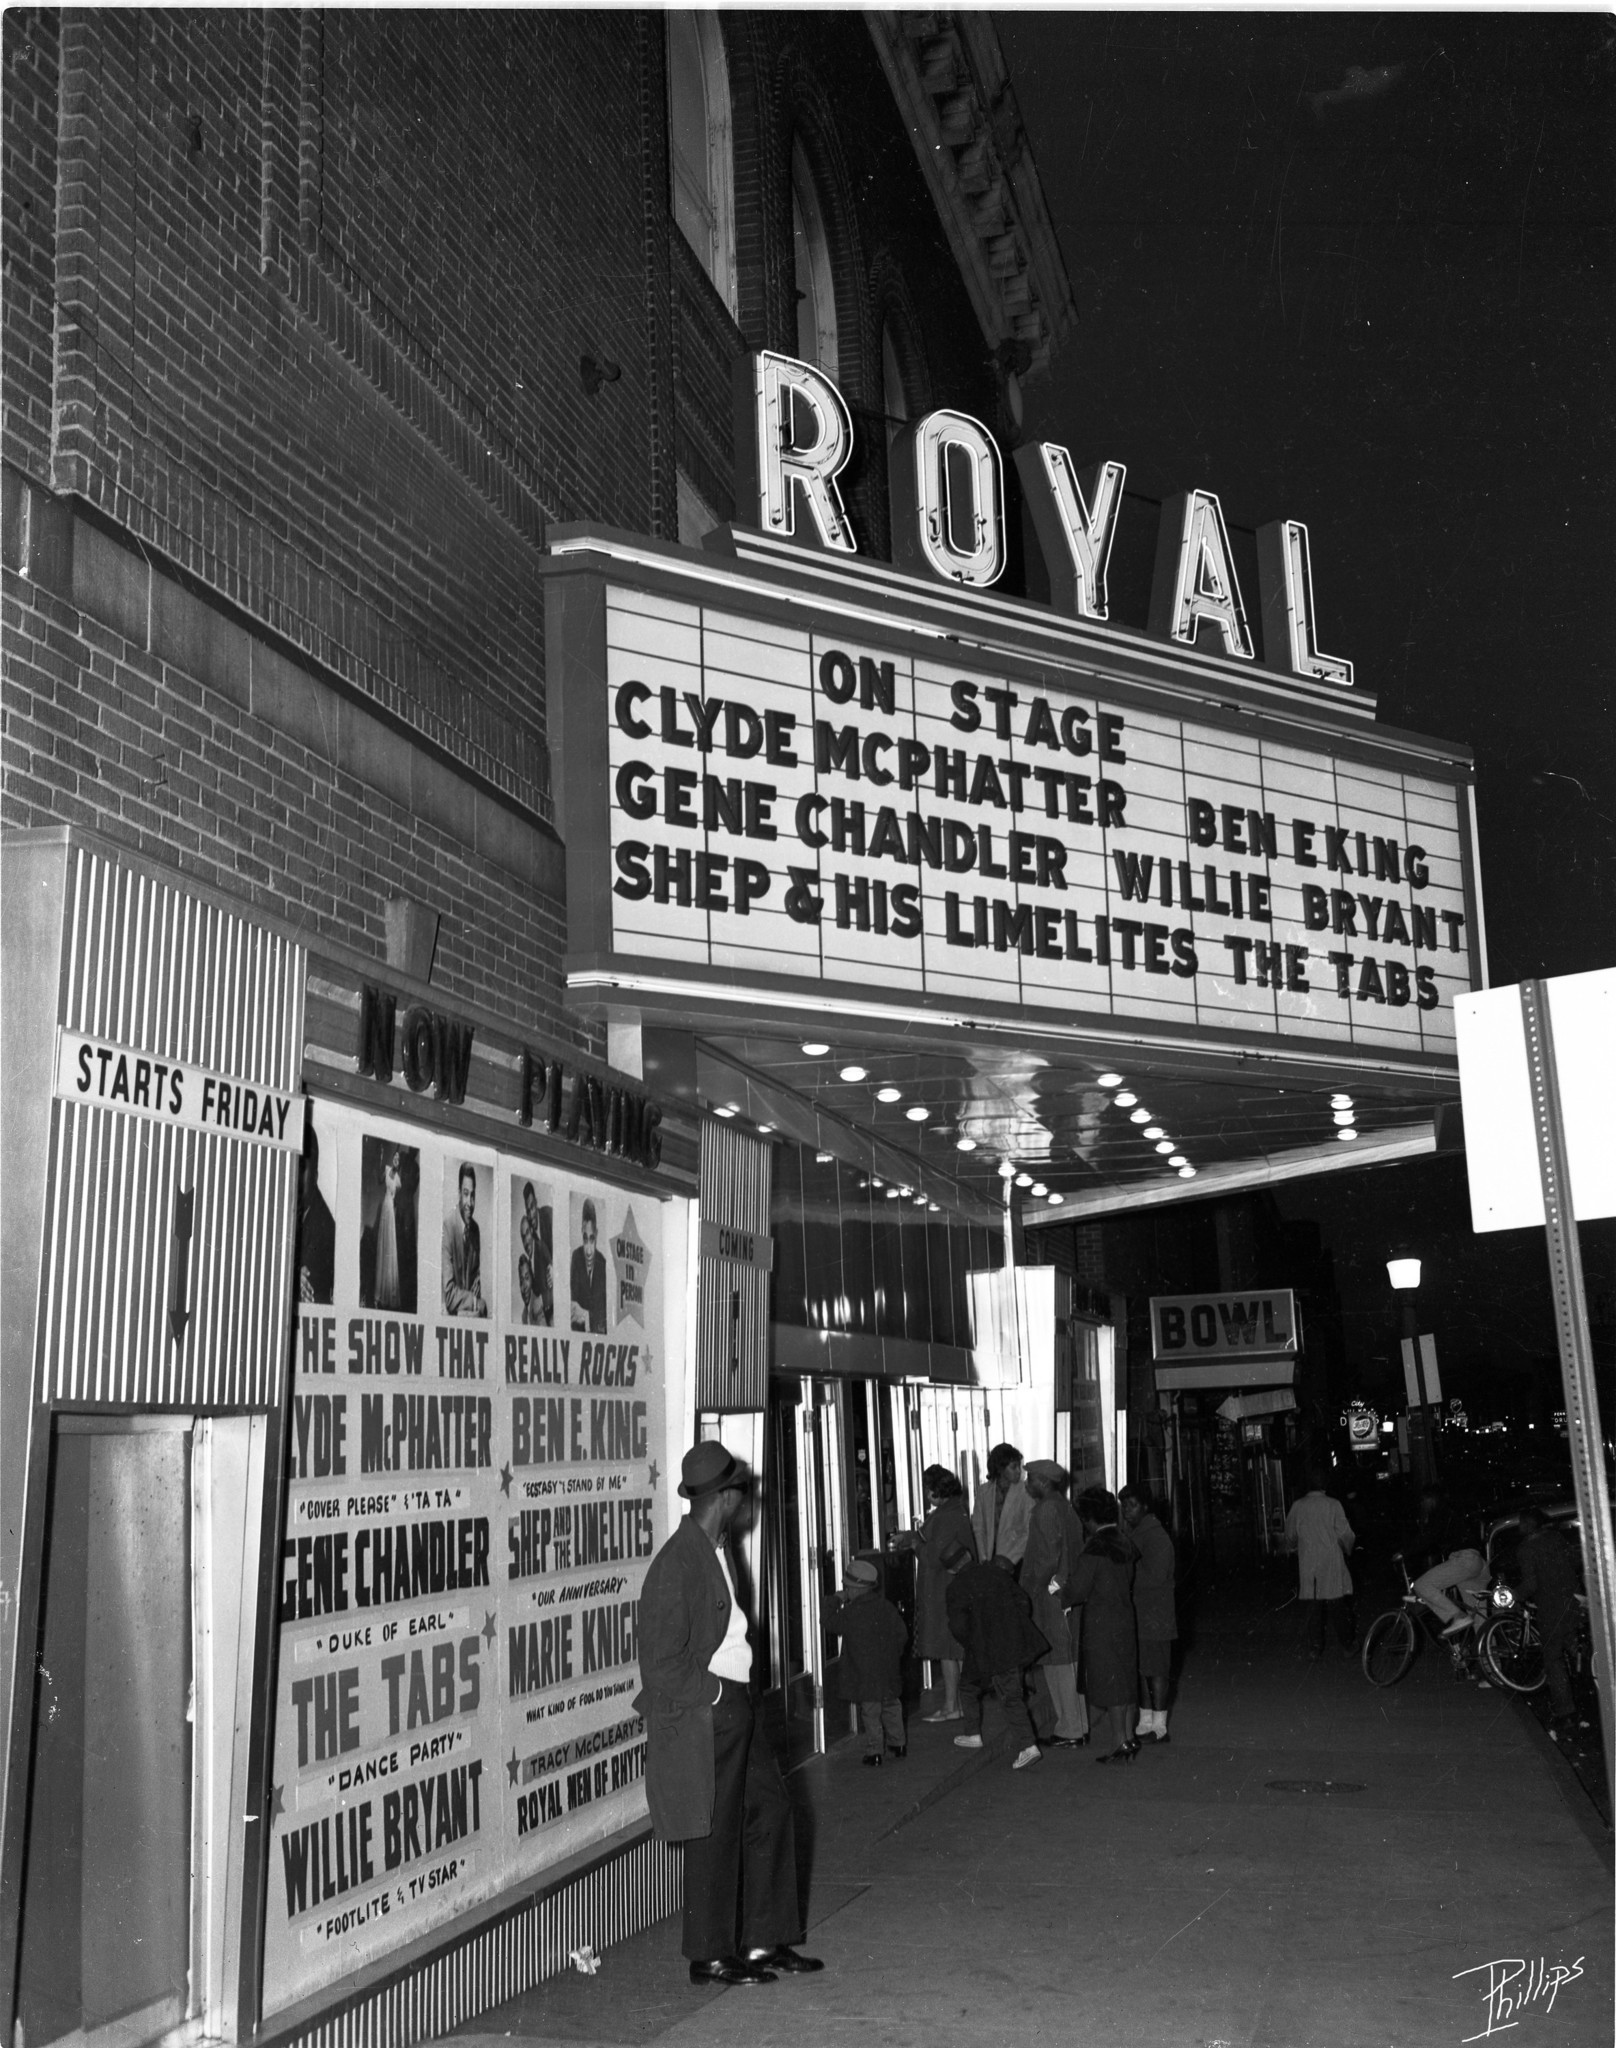 ROYAL
ON STAGE
CLYDE MCPHATTER BEN E KING
GENE CHANDLER WILLIE BRYANT
SHEP & HIS LIMELITES THE TABS
STARTS FRIDAY
NOW PLAYING
COMING
ON STAGE
IN
PERSON
HE SHOW THAT REALLY ROCKS
LYDE McPHATTER
"COVER PLEASE" & "TA TA"
GENE CHANDLER
"DUKE OF EARL"
THE TABS
"DANCE PARTY"
WILLIE BRYANT
"FOOTLITE & TV STAR"
BEN E. KING
"ECSTASY" & "STAND BY ME"
SHEP AND THE LIMELITES
"OUR ANNIVERSARY"
MARIE KNIGH
WHAT KIND OF FOOL DO YOU THINK I AM
TRACY McCLEARY'S
ROYAL MEN OF RHYTH
BOWL
City
Phillips